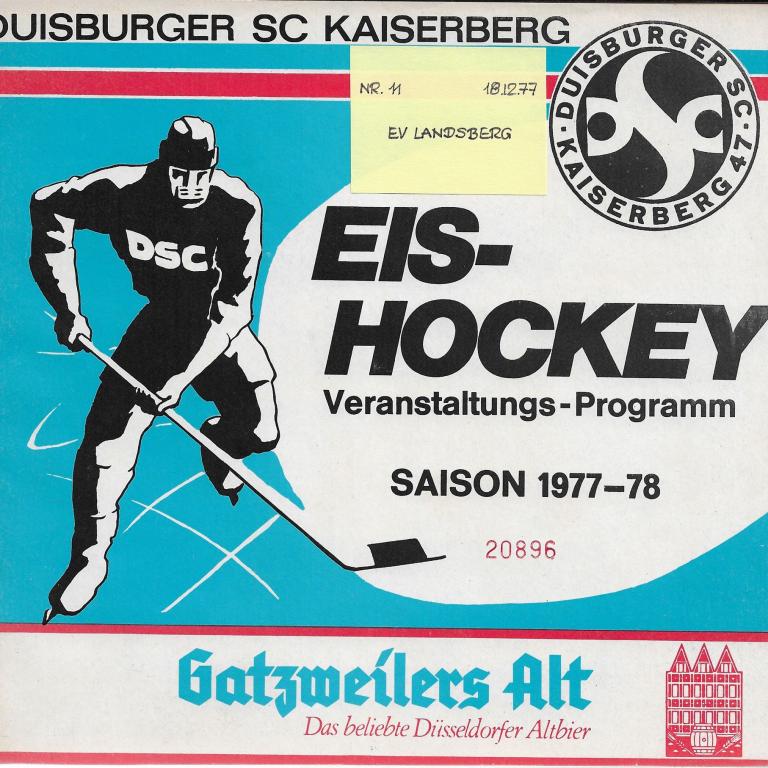 DUISBURGER SC KAISERBERG
NR. 11 18.12.77
EV LANDSBERG
DUISBURGER SC
KAISERBERG 47
DSC
DSC
EIS-
HOCKEY
Veranstaltungs-Programm
SAISON 1977–78
20896
Gatzweilers Alt
Das beliebte Düsseldorfer Altbier